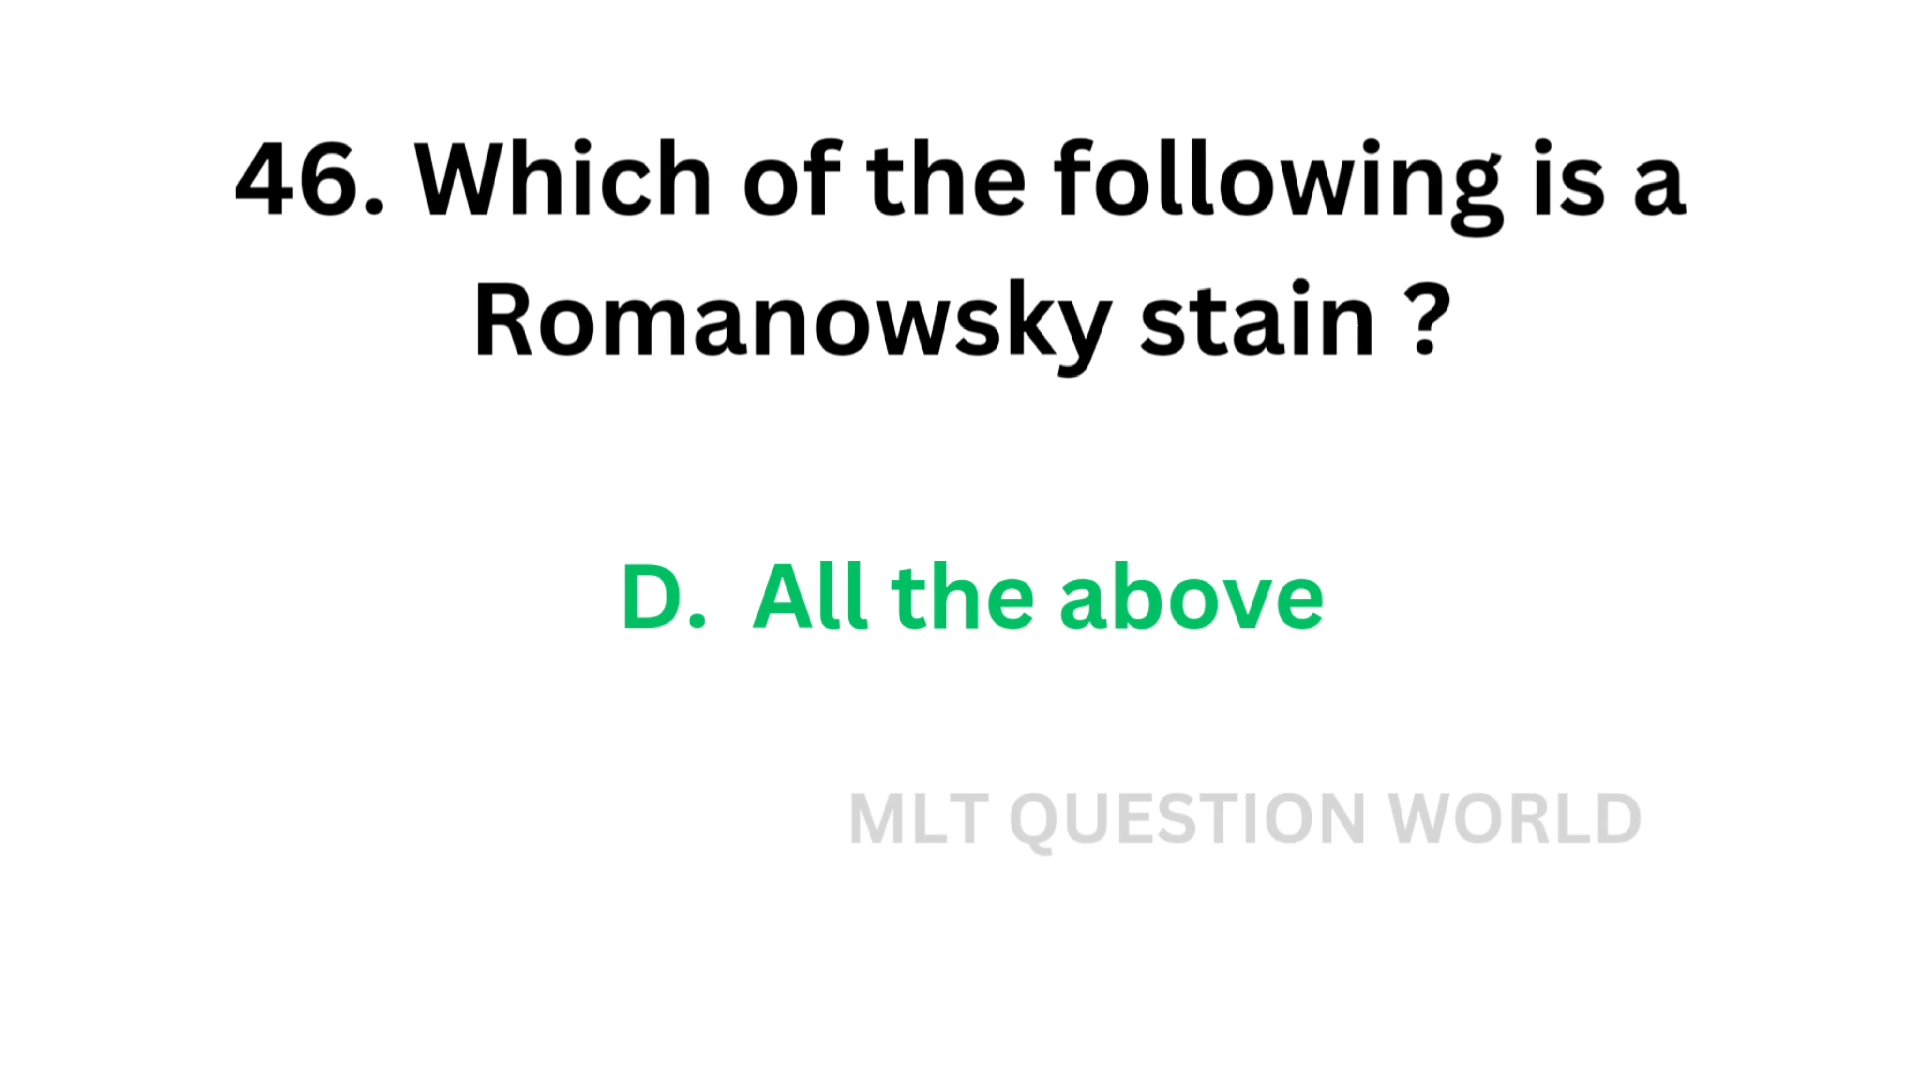 46. Which of the following is a
Romanowsky stain ?
D. All the above
MLT QUESTION WORLD